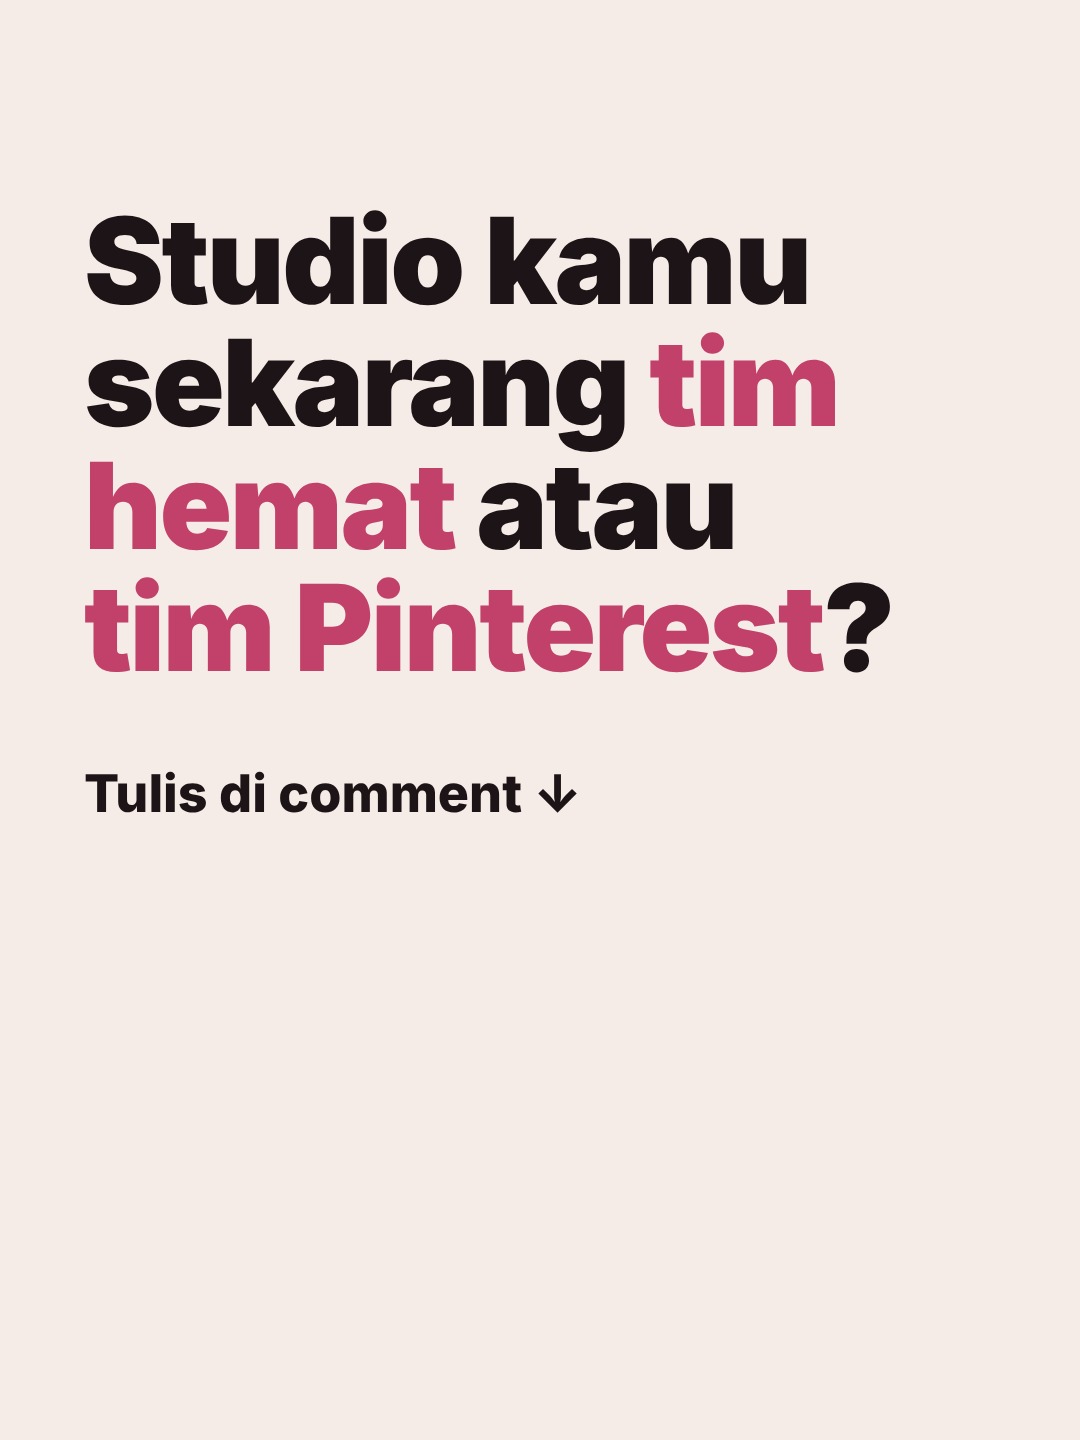 Studio kamu
sekarang tim
hemat atau
tim Pinterest?
Tulis di comment ↓